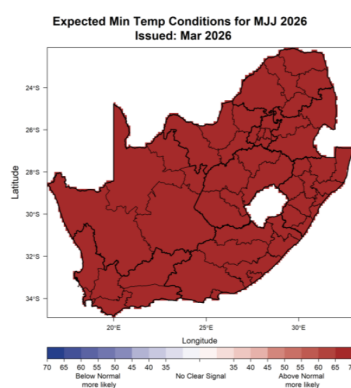 Expected Min Temp Conditions for MJJ 2026
Issued: Mar 2026
24°S
26°S
28°S
30°S
32°S
34°S
Latitude
20°E 25°E 30°E
Longitude
70 65 60 55 50 45 40 35 35 40 45 50 55 60 65 7
Below Normal No Clear Signal Above Normal
more likely more likely